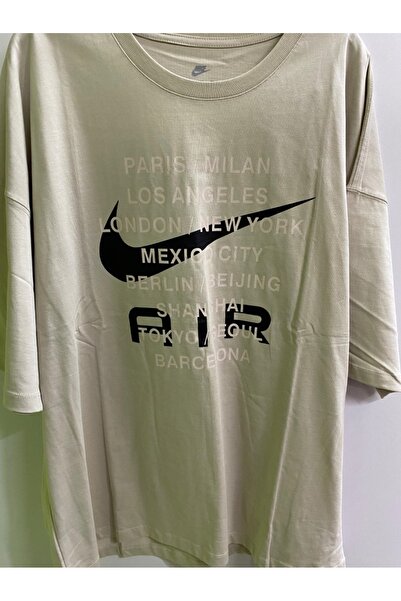 PARIS / MILAN
LOS ANGELES
LONDON / NEW YORK
MEXICO CITY
BERLIN / BEIJING
SHANGHAI
TOKYO / SEOUL
AIR
BARCELONA